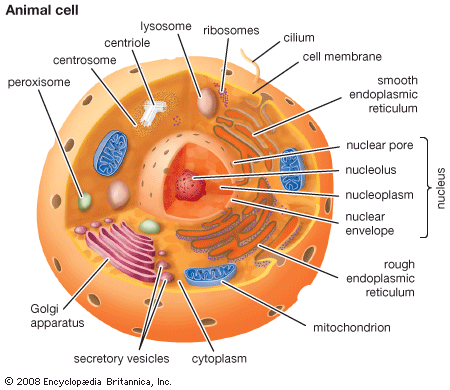 Animal cell
lysosome
ribosomes
centriole
cilium
centrosome
cell membrane
peroxisome
smooth
endoplasmic
reticulum
nuclear pore
nucleolus
nucleoplasm
nuclear
envelope
nucleus
rough
endoplasmic
reticulum
Golgi
apparatus
mitochondrion
secretory vesicles
cytoplasm
© 2008 Encyclopædia Britannica, Inc.